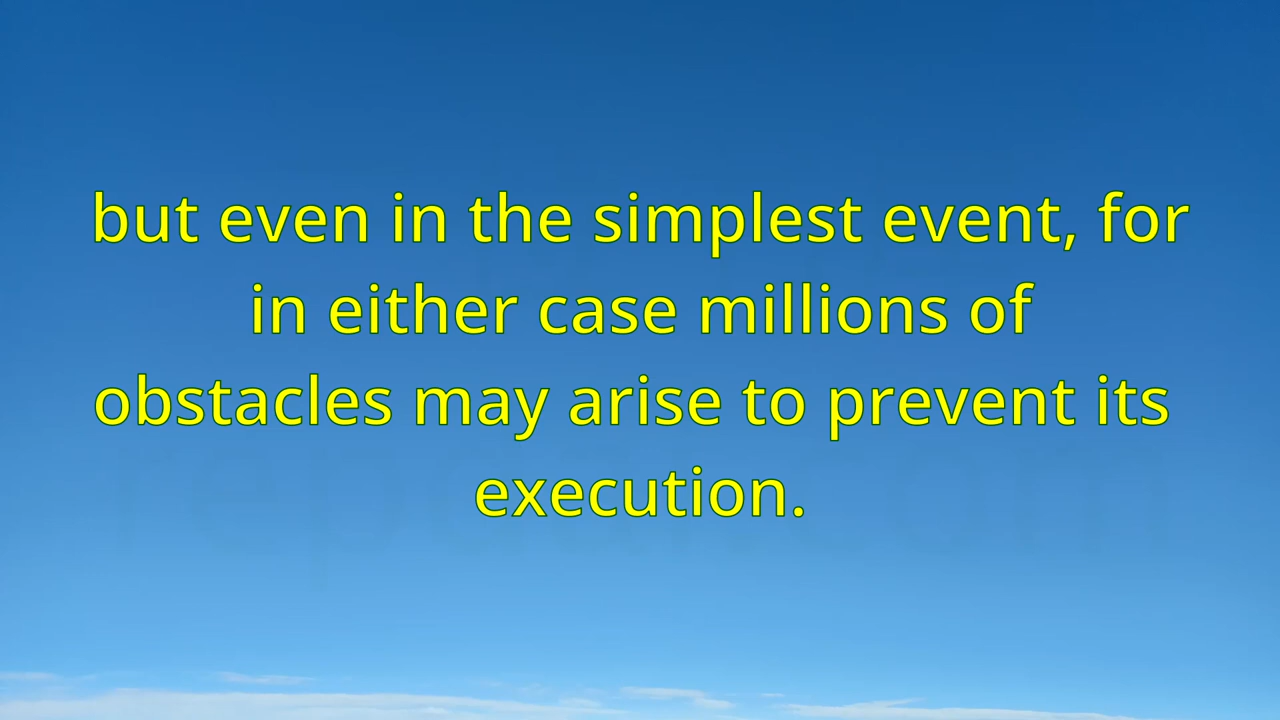 but even in the simplest event, for
in either case millions of
obstacles may arise to prevent its
execution.